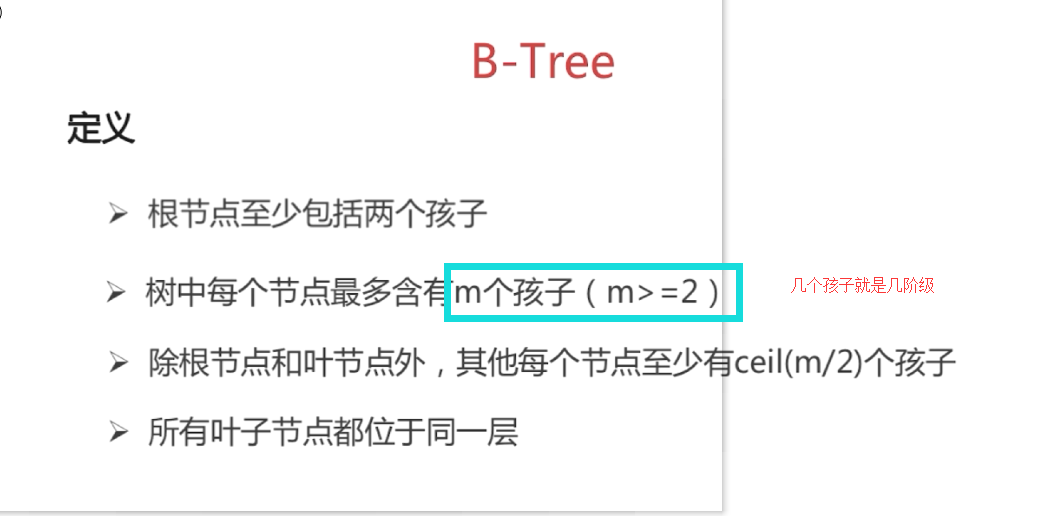 )
B-Tree
定义
➢ 根节点至少包括两个孩子
➢ 树中每个节点最多含有m个孩子（m>=2）
几个孩子就是几阶级
➢ 除根节点和叶节点外，其他每个节点至少有ceil(m/2)个孩子
➢ 所有叶子节点都位于同一层